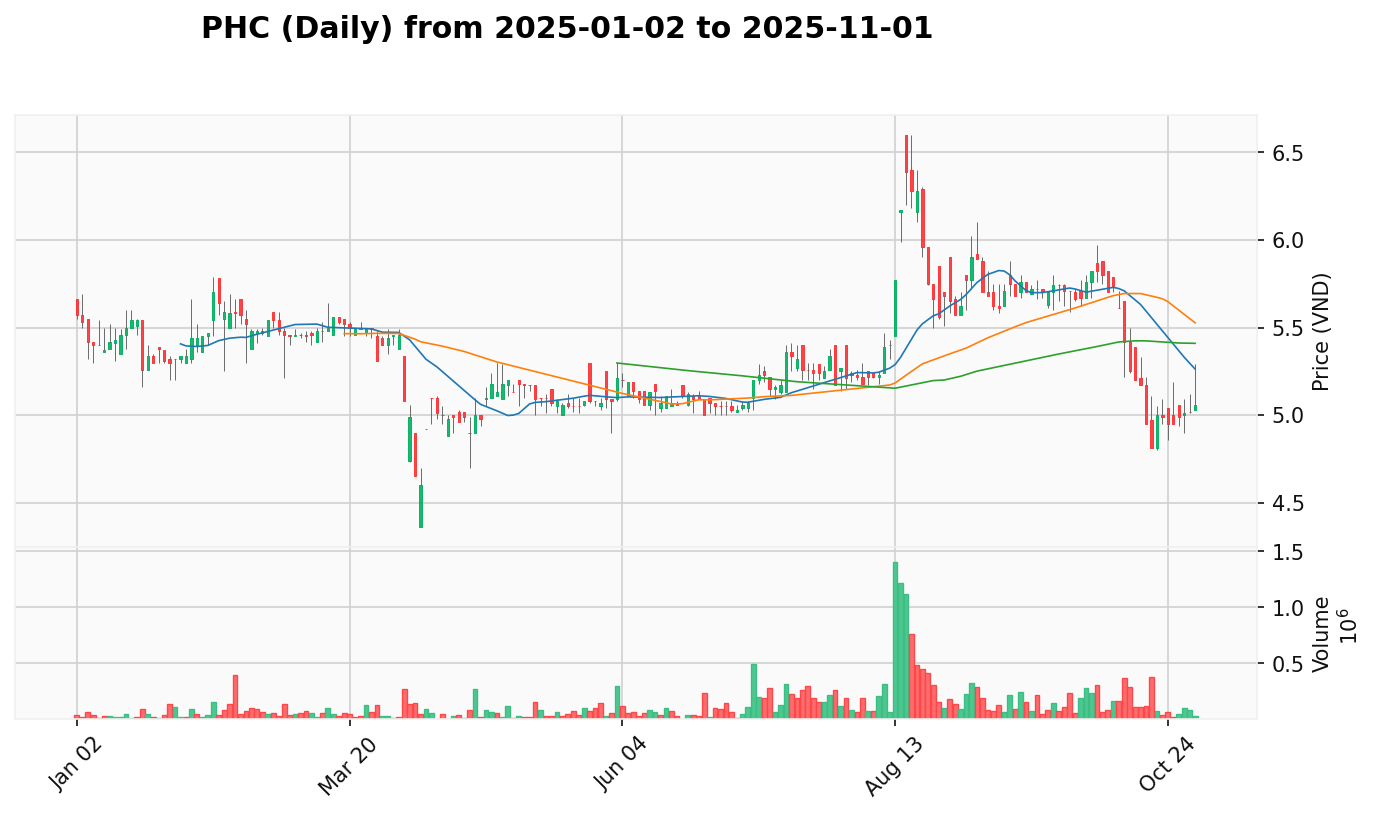 PHC (Daily) from 2025-01-02 to 2025-11-01
6.5
6.0
5.5
5.0
4.5
Price (VND)
1.5
1.0
0.5
Volume
10^6
Jan 02
Mar 20
Jun 04
Aug 13
Oct 24